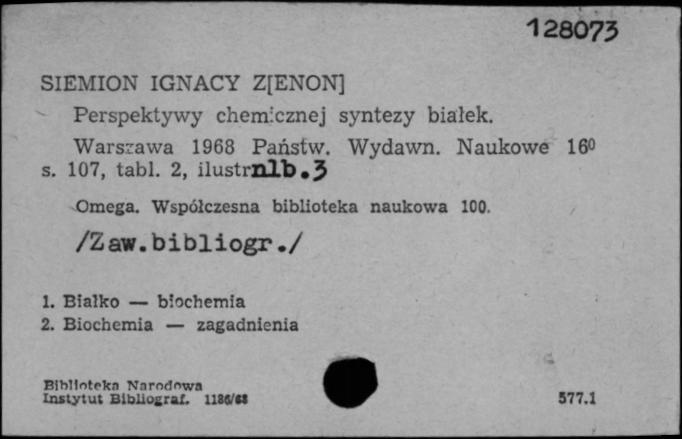 128073
SIEMION IGNACY Z[ENON]
Perspektywy chemicznej syntezy białek.
Warszawa 1968 Państw. Wydawn. Naukowe 16⁰
s. 107, tabl. 2, ilustr nlb.3
Omega. Współczesna biblioteka naukowa 100.
/Zaw.bibliogr./
1. Białko — biochemia
2. Biochemia — zagadnienia
Biblioteka Narodowa
Instytut Bibliograf. 1186/68
577.1